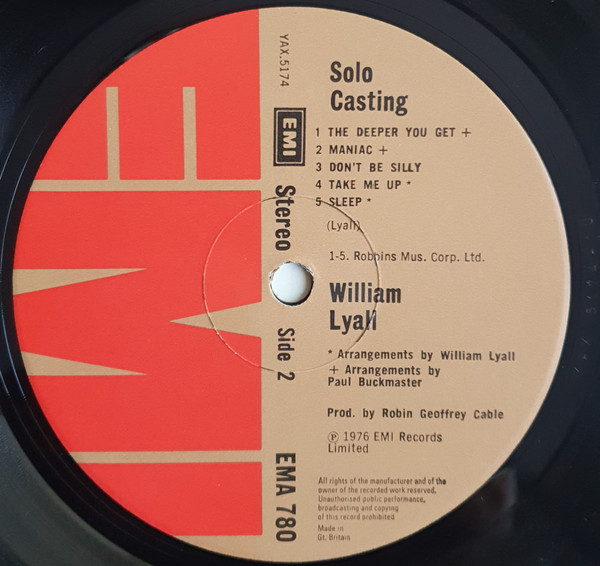 YAX.5174
EMI
Stereo
Side 2
EMA 780
Solo
Casting
1 THE DEEPER YOU GET +
2 MANIAC +
3 DON'T BE SILLY
4 TAKE ME UP *
5 SLEEP *
(Lyall)
1-5. Robbins Mus. Corp. Ltd.
William
Lyall
* Arrangements by William Lyall
+ Arrangements by
Paul Buckmaster
Prod. by Robin Geoffrey Cable
Ⓟ 1976 EMI Records
Limited
All rights of the manufacturer and of the
owner of the recorded work reserved.
Unauthorised public performance,
broadcasting and copying
of this record prohibited
Made in
Gt. Britain